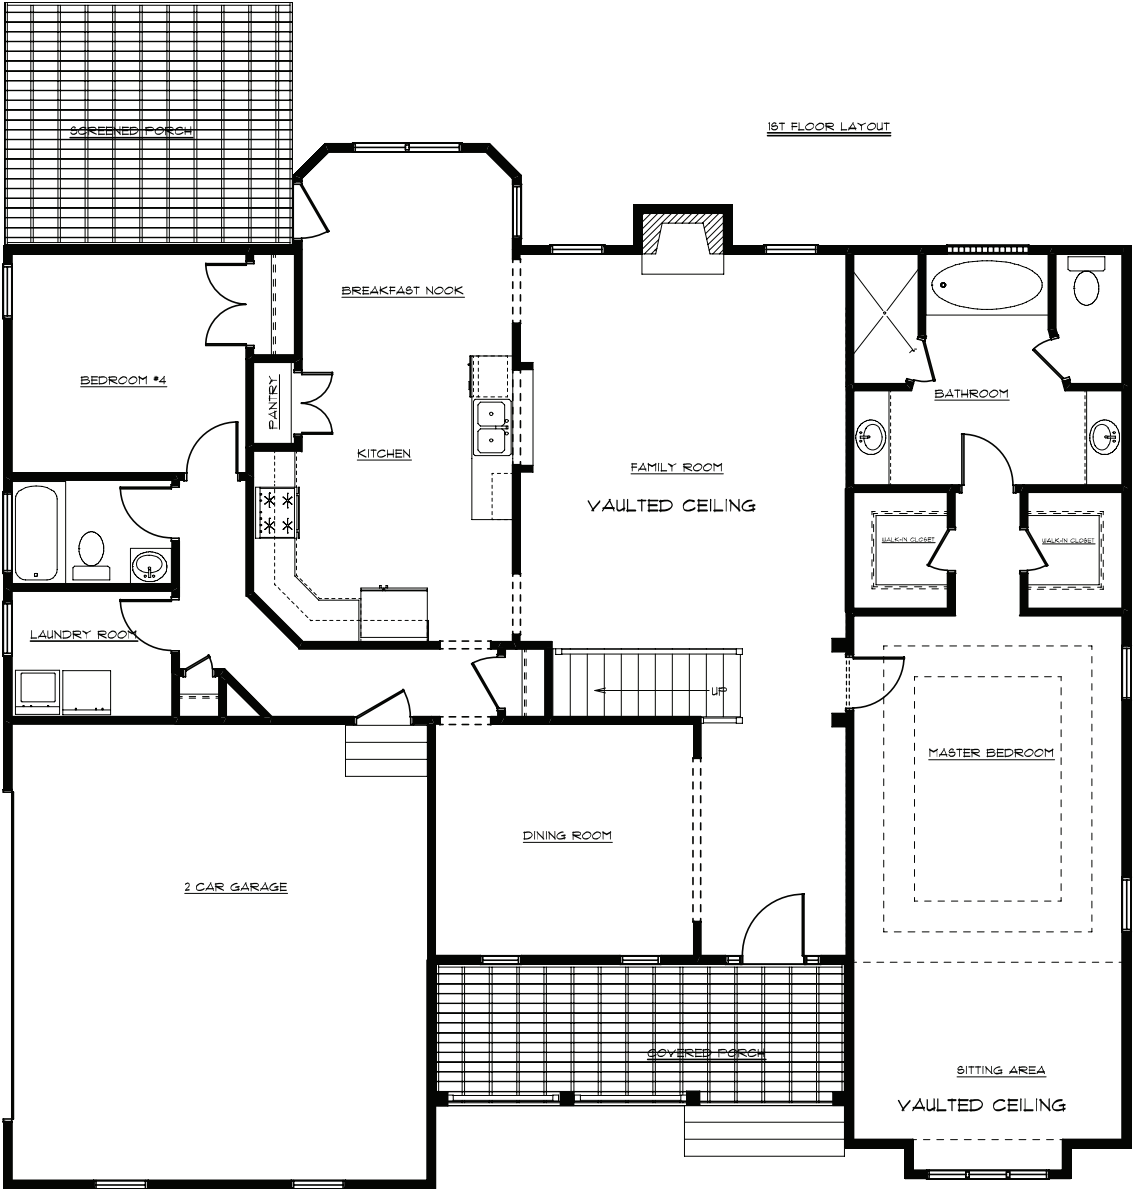 1ST FLOOR LAYOUT
SCREENED PORCH
BREAKFAST NOOK
BEDROOM #4
PANTRY
BATHROOM
KITCHEN
FAMILY ROOM
VAULTED CEILING
WALK-IN CLOSET
WALK-IN CLOSET
LAUNDRY ROOM
UP
MASTER BEDROOM
DINING ROOM
2 CAR GARAGE
COVERED PORCH
SITTING AREA
VAULTED CEILING